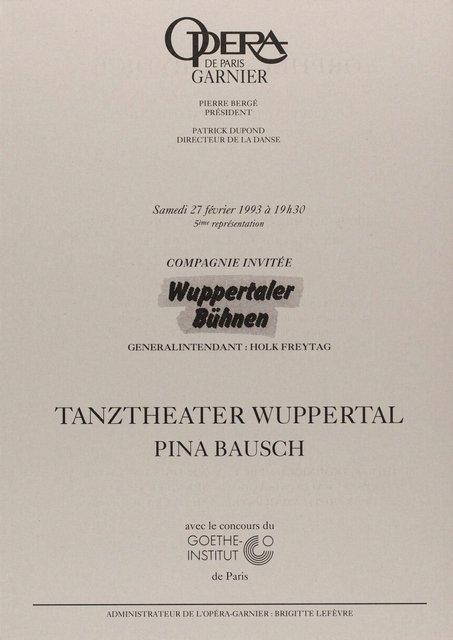 OPERA
DE PARIS
GARNIER
PIERRE BERGÉ
PRÉSIDENT
PATRICK DUPOND
DIRECTEUR DE LA DANSE
Samedi 27 février 1993 à 19h30
5ème représentation
COMPAGNIE INVITÉE
Wuppertaler
Bühnen
GENERALINTENDANT : HOLK FREYTAG
TANZTHEATER WUPPERTAL
PINA BAUSCH
avec le concours du
GOETHE-
INSTITUT
de Paris
ADMINISTRATEUR DE L'OPÉRA-GARNIER : BRIGITTE LEFÈVRE